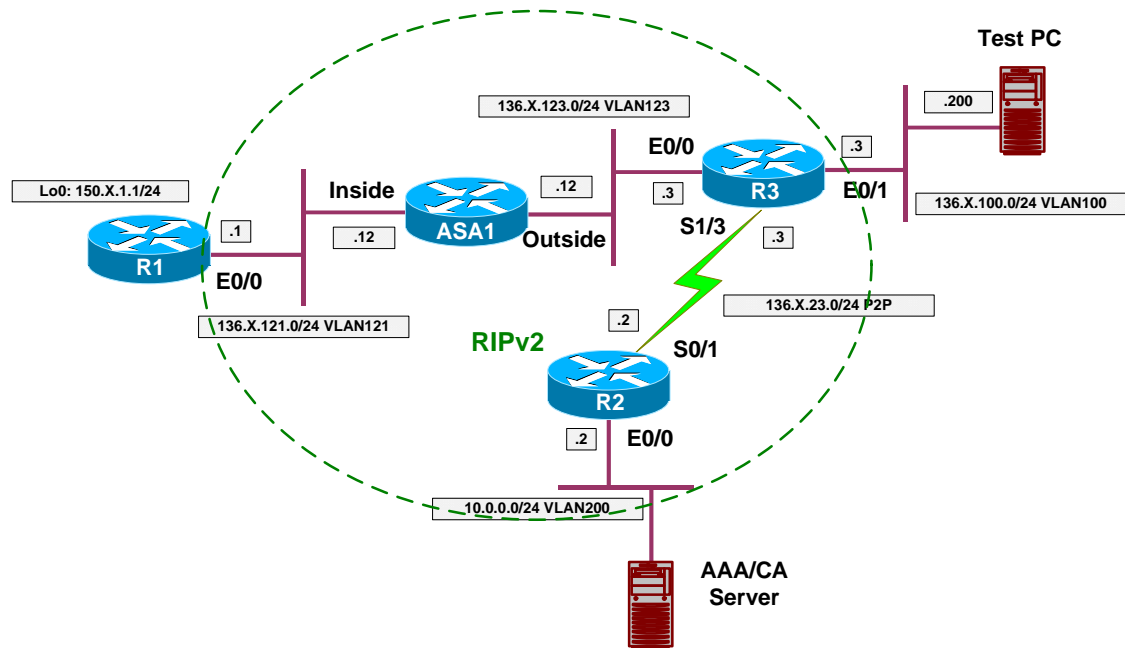 Test PC
136.X.123.0/24 VLAN123
.200
E0/0
.3
Lo0: 150.X.1.1/24
Inside
.12
.3
R3
E0/1
.1
ASA1
.12
Outside
S1/3
.3
136.X.100.0/24 VLAN100
R1
E0/0
136.X.23.0/24 P2P
136.X.121.0/24 VLAN121
.2
RIPv2
S0/1
R2
.2
E0/0
10.0.0.0/24 VLAN200
AAA/CA
Server